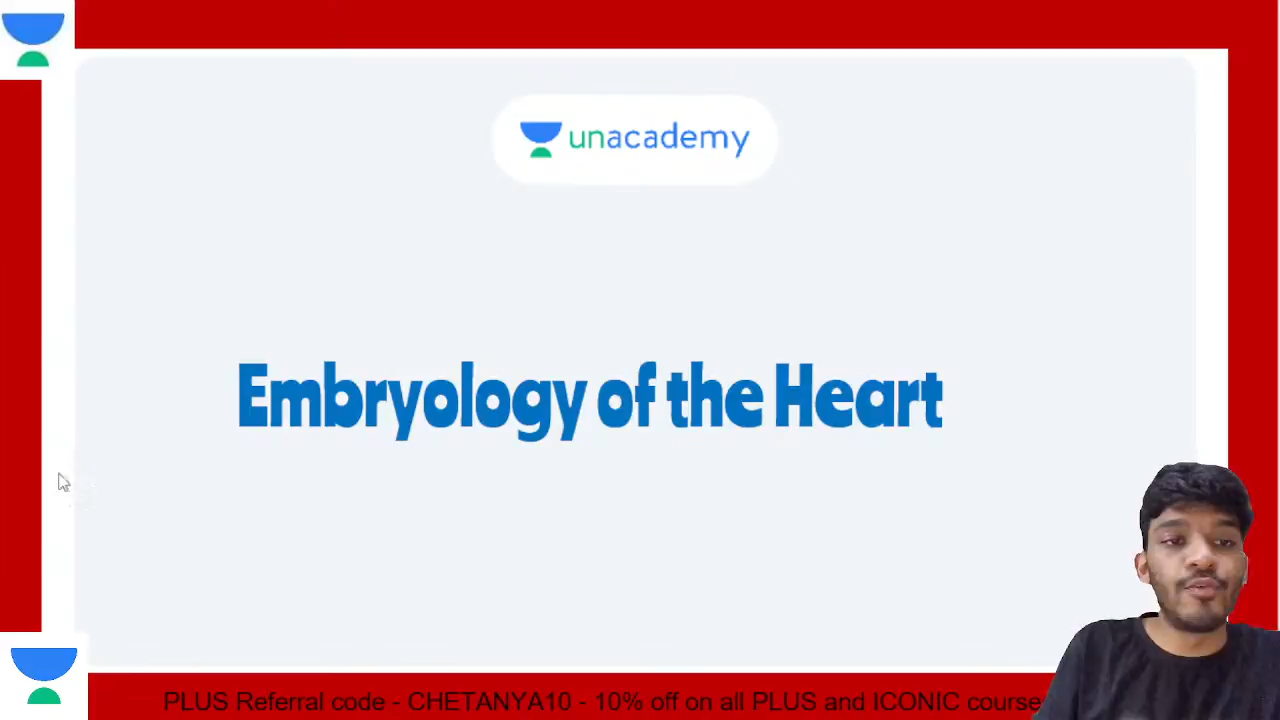 unacademy
Embryology of the Heart
PLUS Referral code - CHETANYA10 - 10% off on all PLUS and ICONIC course